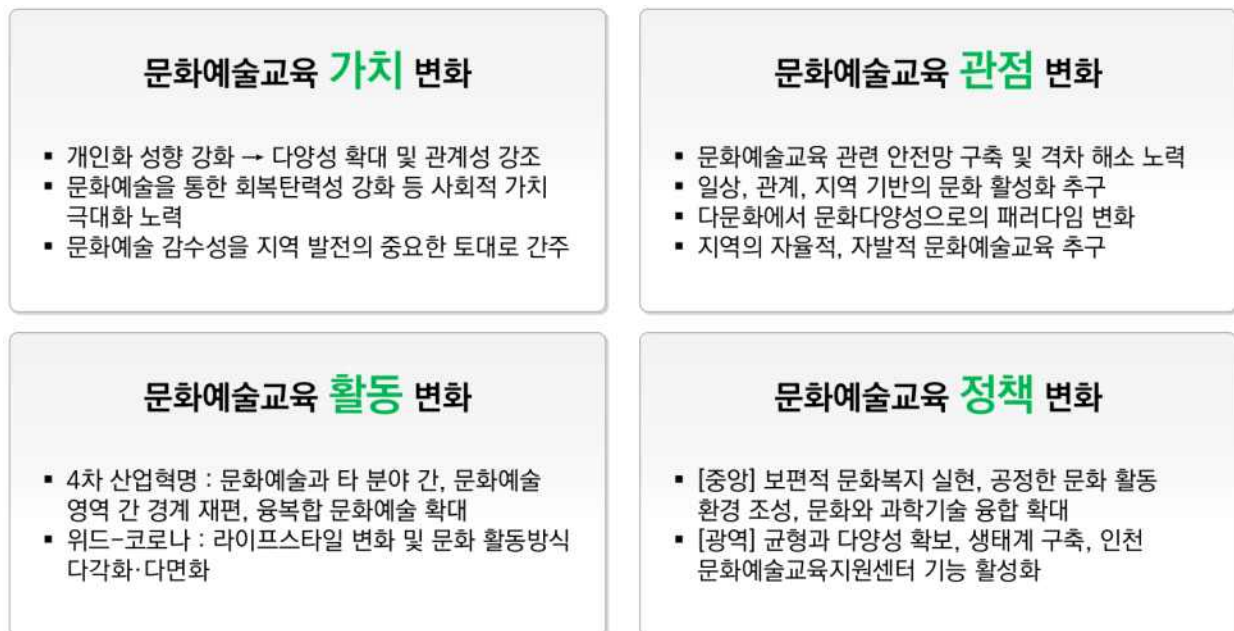 문화예술교육 가치 변화
▪ 개인화 성향 강화 → 다양성 확대 및 관계성 강조
▪ 문화예술을 통한 회복탄력성 강화 등 사회적 가치
극대화 노력
▪ 문화예술 감수성을 지역 발전의 중요한 토대로 간주
문화예술교육 관점 변화
▪ 문화예술교육 관련 안전망 구축 및 격차 해소 노력
▪ 일상, 관계, 지역 기반의 문화 활성화 추구
▪ 다문화에서 문화다양성으로의 패러다임 변화
▪ 지역의 자율적, 자발적 문화예술교육 추구
문화예술교육 활동 변화
▪ 4차 산업혁명 : 문화예술과 타 분야 간, 문화예술
영역 간 경계 재편, 융복합 문화예술 확대
▪ 위드-코로나 : 라이프스타일 변화 및 문화 활동방식
다각화·다면화
문화예술교육 정책 변화
▪ [중앙] 보편적 문화복지 실현, 공정한 문화 활동
환경 조성, 문화와 과학기술 융합 확대
▪ [광역] 균형과 다양성 확보, 생태계 구축, 인천
문화예술교육지원센터 기능 활성화